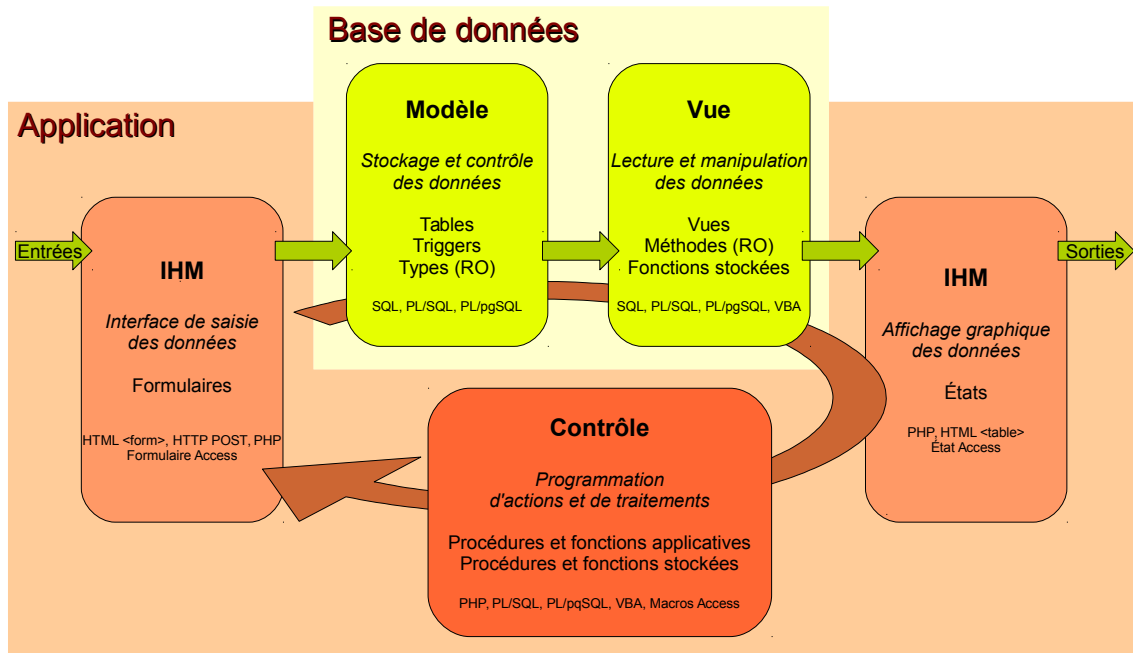 Base de données
Application
Modèle
Stockage et contrôle
des données
Tables
Triggers
Types (RO)
SQL, PL/SQL, PL/pgSQL
Vue
Lecture et manipulation
des données
Vues
Méthodes (RO)
Fonctions stockées
SQL, PL/SQL, PL/pgSQL, VBA
Entrées
IHM
Interface de saisie
des données
Formulaires
HTML <form>, HTTP POST, PHP
Formulaire Access
Sorties
IHM
Affichage graphique
des données
États
PHP, HTML <table>
État Access
Contrôle
Programmation
d'actions et de traitements
Procédures et fonctions applicatives
Procédures et fonctions stockées
PHP, PL/SQL, PL/pqSQL, VBA, Macros Access